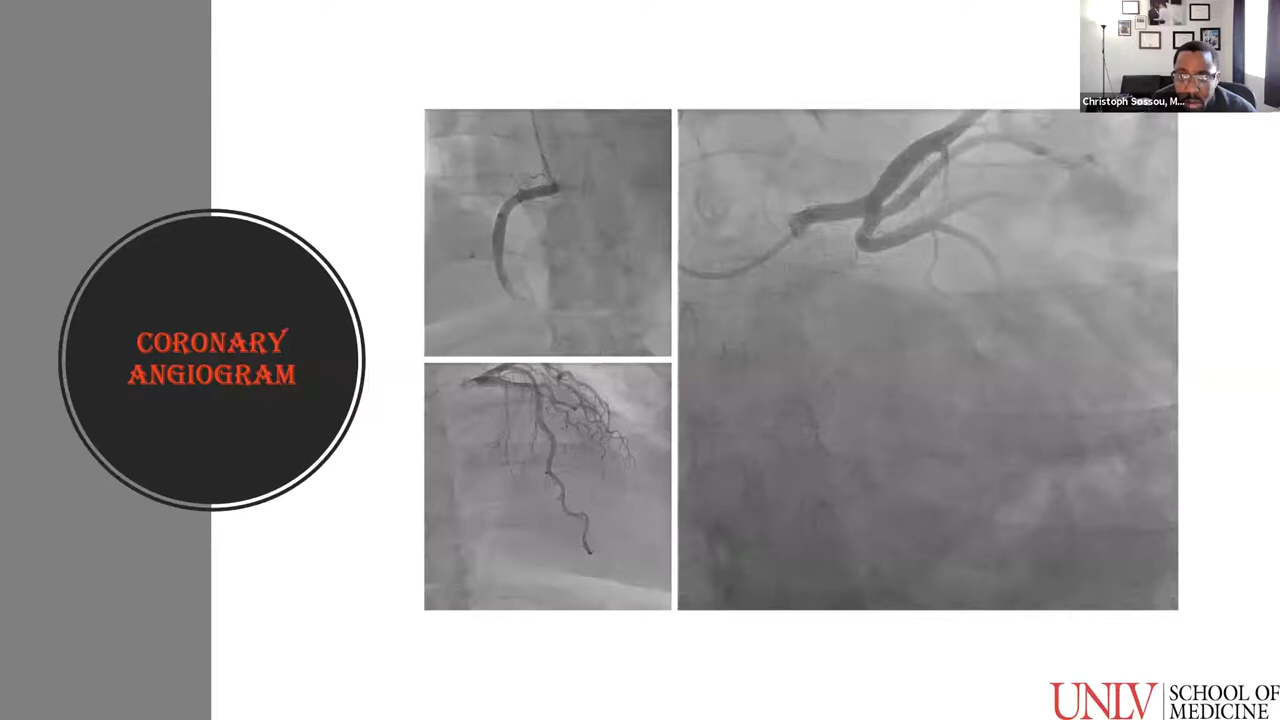 Christoph Sossou, M...
CORONARY
ANGIOGRAM
UNLV
SCHOOL OF
MEDICINE